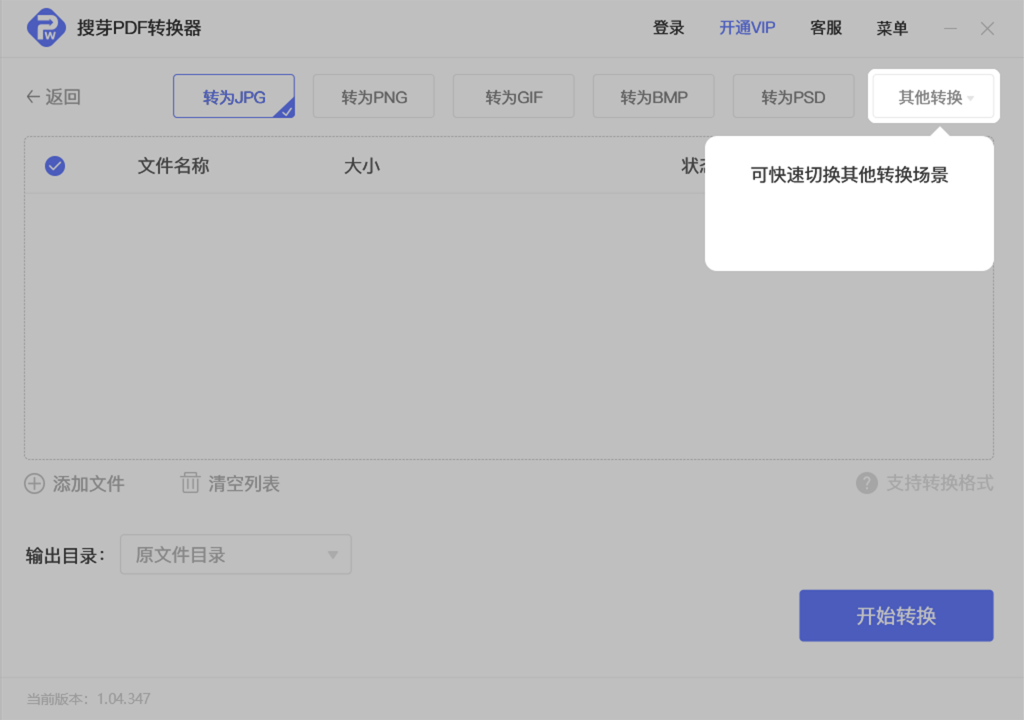 搜芽PDF转换器
登录 开通VIP 客服 菜单
返回 转为JPG 转为PNG 转为GIF 转为BMP 转为PSD 其他转换
文件名称 大小
可快速切换其他转换场景
添加文件 清空列表 支持转换格式
输出目录: 原文件目录
开始转换
当前版本: 1.04.347